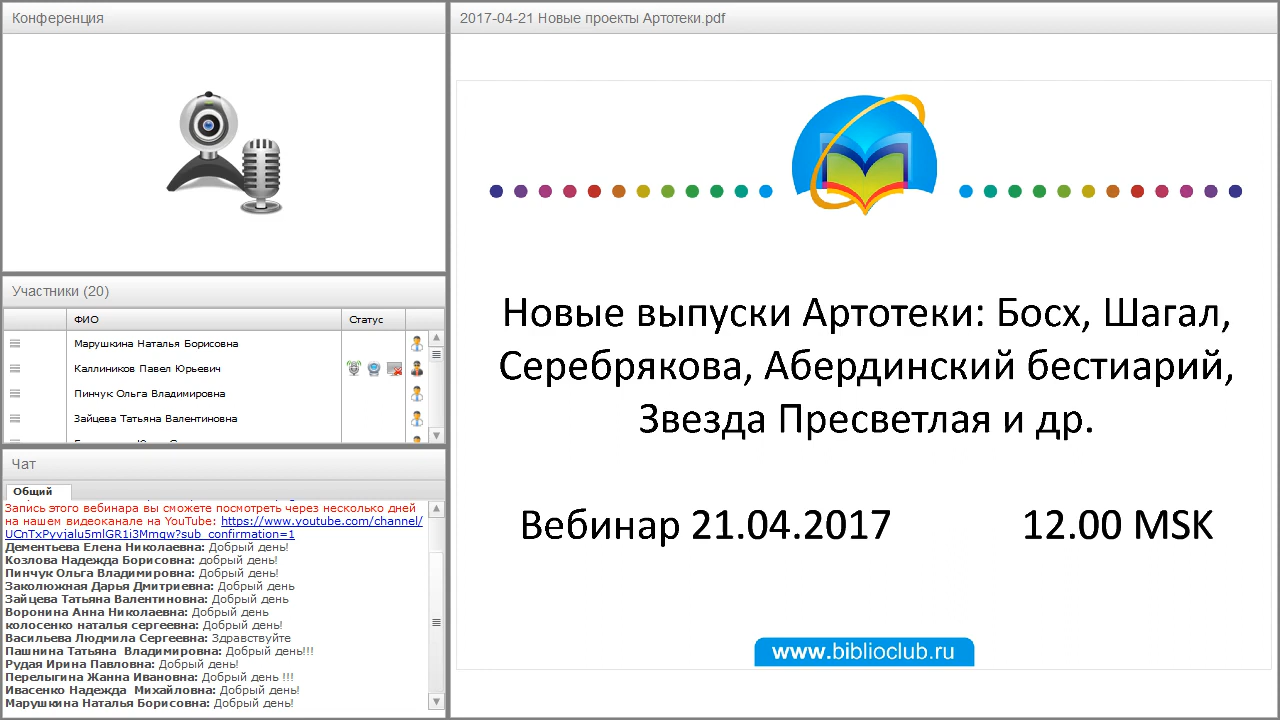 Конференция
Участники (20)
ФИО
Статус
Марушкина Наталья Борисовна
Каллиников Павел Юрьевич
Пинчук Ольга Владимировна
Зайцева Татьяна Валентиновна
Чат
Общий
Запись этого вебинара вы сможете посмотреть через несколько дней
на нашем видеоканале на YouTube: https://www.youtube.com/channel/
UCnTxPyvjalu5mlGR1i3Mmqw?sub_confirmation=1
Дементьева Елена Николаевна: Добрый день!
Козлова Надежда Борисовна: добрый день!
Пинчук Ольга Владимировна: Добрый день!
Заколюжная Дарья Дмитриевна: Добрый день
Зайцева Татьяна Валентиновна: Добрый день
Воронина Анна Николаевна: Добрый день
колосенко наталья сергеевна: Добрый день!
Васильева Людмила Сергеевна: Здравствуйте
Пашнина Татьяна Владимировна: Добрый день!!!
Рудая Ирина Павловна: Добрый день!
Перелыгина Жанна Ивановна: Добрый день !!!
Ивасенко Надежда Михайловна: Добрый день!
Марушкина Наталья Борисовна: Добрый день!
2017-04-21 Новые проекты Артотеки.pdf
Новые выпуски Артотеки: Босх, Шагал,
Серебрякова, Абердинский бестиарий,
Звезда Пресветлая и др.
Вебинар 21.04.2017 12.00 MSK
www.biblioclub.ru